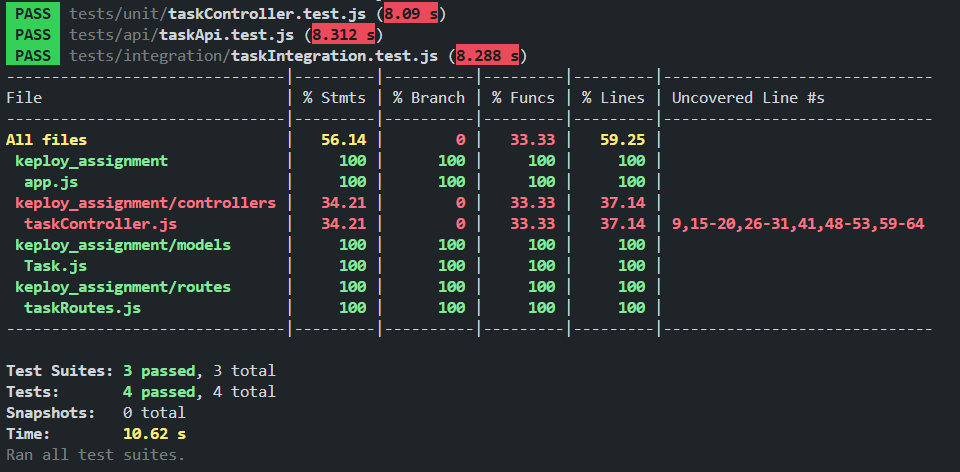 PASS tests/unit/taskController.test.js (8.09 s)
PASS tests/api/taskApi.test.js (8.312 s)
PASS tests/integration/taskIntegration.test.js (8.288 s)
-------------------------------|---------|----------|---------|---------|------------------------------
File | % Stmts | % Branch | % Funcs | % Lines | Uncovered Line #s
-------------------------------|---------|----------|---------|---------|------------------------------
All files | 56.14 | 0 | 33.33 | 59.25 |
keploy_assignment | 100 | 100 | 100 | 100 |
app.js | 100 | 100 | 100 | 100 |
keploy_assignment/controllers | 34.21 | 0 | 33.33 | 37.14 |
taskController.js | 34.21 | 0 | 33.33 | 37.14 | 9,15-20,26-31,41,48-53,59-64
keploy_assignment/models | 100 | 100 | 100 | 100 |
Task.js | 100 | 100 | 100 | 100 |
keploy_assignment/routes | 100 | 100 | 100 | 100 |
taskRoutes.js | 100 | 100 | 100 | 100 |
-------------------------------|---------|----------|---------|---------|------------------------------
Test Suites: 3 passed, 3 total
Tests: 4 passed, 4 total
Snapshots: 0 total
Time: 10.62 s
Ran all test suites.